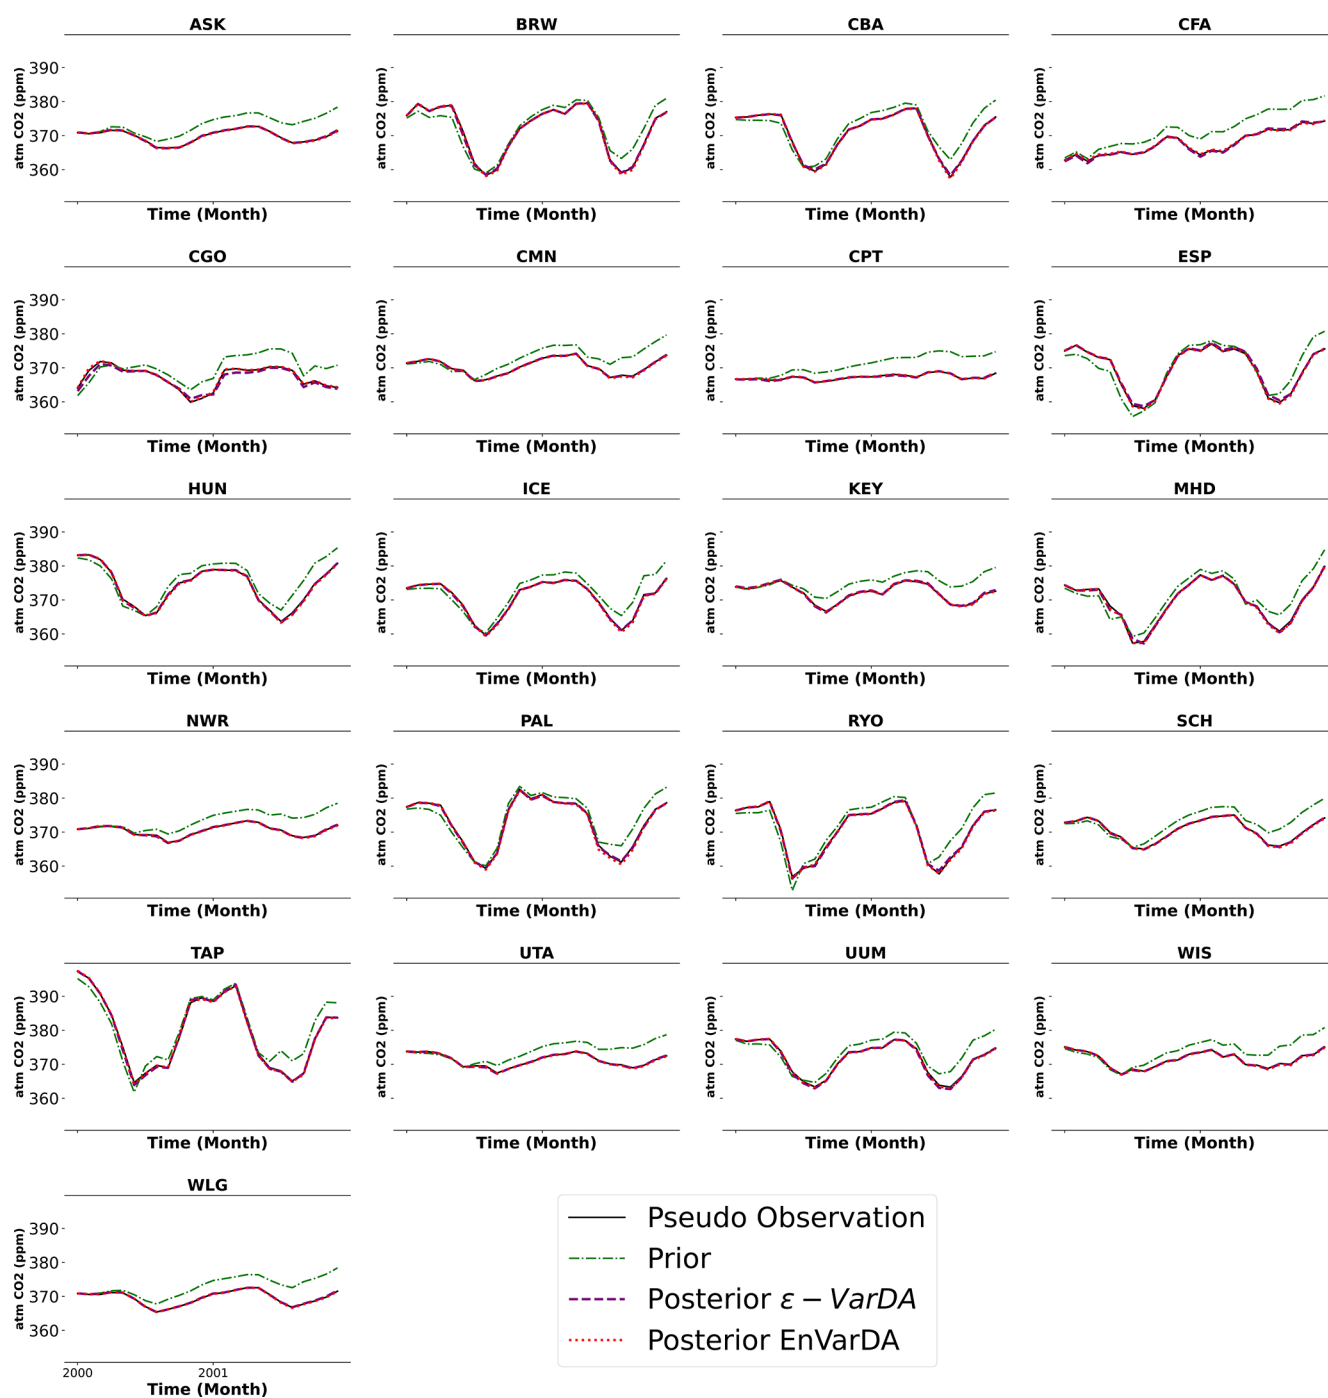 ASK BRW CBA CFA
atm CO2 (ppm) 390 380 370 360 atm CO2 (ppm) atm CO2 (ppm) atm CO2 (ppm)
Time (Month) Time (Month) Time (Month) Time (Month)
CGO CMN CPT ESP
atm CO2 (ppm) 390 380 370 360 atm CO2 (ppm) atm CO2 (ppm) atm CO2 (ppm)
Time (Month) Time (Month) Time (Month) Time (Month)
HUN ICE KEY MHD
atm CO2 (ppm) 390 380 370 360 atm CO2 (ppm) atm CO2 (ppm) atm CO2 (ppm)
Time (Month) Time (Month) Time (Month) Time (Month)
NWR PAL RYO SCH
atm CO2 (ppm) 390 380 370 360 atm CO2 (ppm) atm CO2 (ppm) atm CO2 (ppm)
Time (Month) Time (Month) Time (Month) Time (Month)
TAP UTA UUM WIS
atm CO2 (ppm) 390 380 370 360 atm CO2 (ppm) atm CO2 (ppm) atm CO2 (ppm)
Time (Month) Time (Month) Time (Month) Time (Month)
WLG
atm CO2 (ppm) 390 380 370 360
2000 2001
Time (Month)
Pseudo Observation
Prior
Posterior ε − VarDA
Posterior EnVarDA